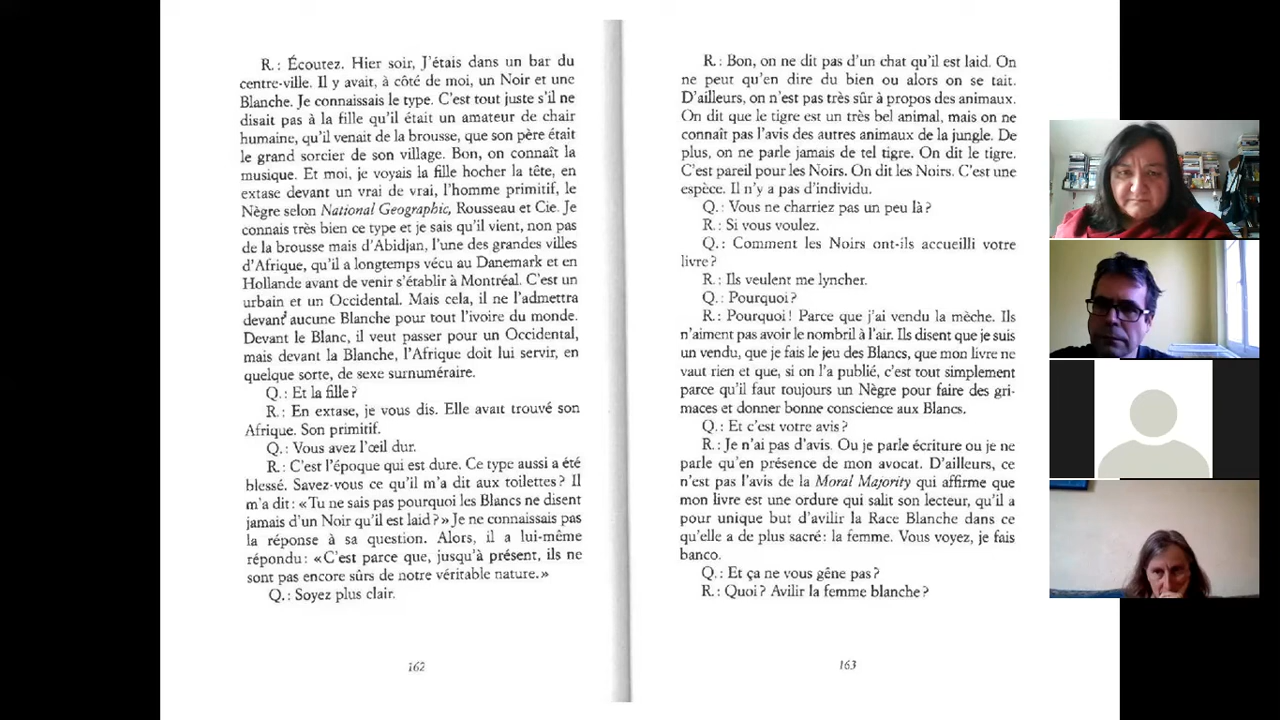 R.: Écoutez. Hier soir, J'étais dans un bar du
centre-ville. Il y avait, à côté de moi, un Noir et une
Blanche. Je connaissais le type. C'est tout juste s'il ne
disait pas à la fille qu'il était un amateur de chair
humaine, qu'il venait de la brousse, que son père était
le grand sorcier de son village. Bon, on connaît la
musique. Et moi, je voyais la fille hocher la tête, en
extase devant un vrai de vrai, l'homme primitif, le
Nègre selon National Geographic, Rousseau et Cie. Je
connais très bien ce type et je sais qu'il vient, non pas
de la brousse mais d'Abidjan, l'une des grandes villes
d'Afrique, qu'il a longtemps vécu au Danemark et en
Hollande avant de venir s'établir à Montréal. C'est un
urbain et un Occidental. Mais cela, il ne l'admettra
devant aucune Blanche pour tout l'ivoire du monde.
Devant le Blanc, il veut passer pour un Occidental,
mais devant la Blanche, l'Afrique doit lui servir, en
quelque sorte, de sexe surnuméraire.
Q.: Et la fille?
R.: En extase, je vous dis. Elle avait trouvé son
Afrique. Son primitif.
Q.: Vous avez l'œil dur.
R.: C'est l'époque qui est dure. Ce type aussi a été
blessé. Savez-vous ce qu'il m'a dit aux toilettes? Il
m'a dit: «Tu ne sais pas pourquoi les Blancs ne disent
jamais d'un Noir qu'il est laid?» Je ne connaissais pas
la réponse à sa question. Alors, il a lui-même
répondu: «C'est parce que, jusqu'à présent, ils ne
sont pas encore sûrs de notre véritable nature.»
Q.: Soyez plus clair.
162
R.: Bon, on ne dit pas d'un chat qu'il est laid. On
ne peut qu'en dire du bien ou alors on se tait.
D'ailleurs, on n'est pas très sûr à propos des animaux.
On dit que le tigre est un très bel animal, mais on ne
connaît pas l'avis des autres animaux de la jungle. De
plus, on ne parle jamais de tel tigre. On dit le tigre.
C'est pareil pour les Noirs. On dit les Noirs. C'est une
espèce. Il n'y a pas d'individu.
Q.: Vous ne charriez pas un peu là?
R.: Si vous voulez.
Q.: Comment les Noirs ont-ils accueilli votre
livre?
R.: Ils veulent me lyncher.
Q.: Pourquoi?
R.: Pourquoi! Parce que j'ai vendu la mèche. Ils
n'aiment pas avoir le nombril à l'air. Ils disent que je suis
un vendu, que je fais le jeu des Blancs, que mon livre ne
vaut rien et que, si on l'a publié, c'est tout simplement
parce qu'il faut toujours un Nègre pour faire des gri-
maces et donner bonne conscience aux Blancs.
Q.: Et c'est votre avis?
R.: Je n'ai pas d'avis. Ou je parle écriture ou je ne
parle qu'en présence de mon avocat. D'ailleurs, ce
n'est pas l'avis de la Moral Majority qui affirme que
mon livre est une ordure qui salit son lecteur, qu'il a
pour unique but d'avilir la Race Blanche dans ce
qu'elle a de plus sacré: la femme. Vous voyez, je fais
banco.
Q.: Et ça ne vous gêne pas?
R.: Quoi? Avilir la femme blanche?
163